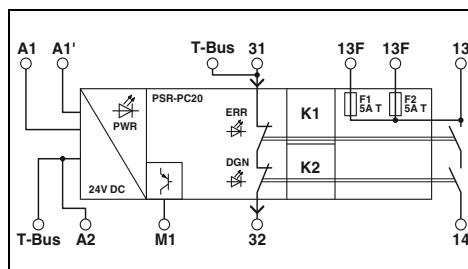 A1 A1' T-Bus 31 13F 13F 13
PSR-PC20
F1
5A T
F2
5A T
PWR
ERR
K1
DGN
K2
24V DC
T-Bus A2 M1 32 14